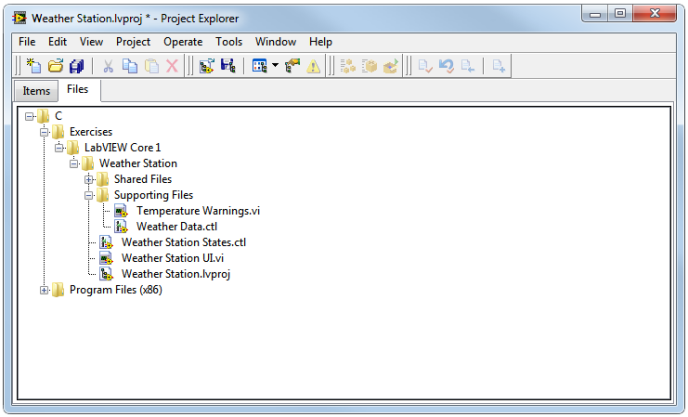 Weather Station.lvproj * - Project Explorer
File Edit View Project Operate Tools Window Help
Items Files
C
Exercises
LabVIEW Core 1
Weather Station
Shared Files
Supporting Files
Temperature Warnings.vi
Weather Data.ctl
Weather Station States.ctl
Weather Station UI.vi
Weather Station.lvproj
Program Files (x86)